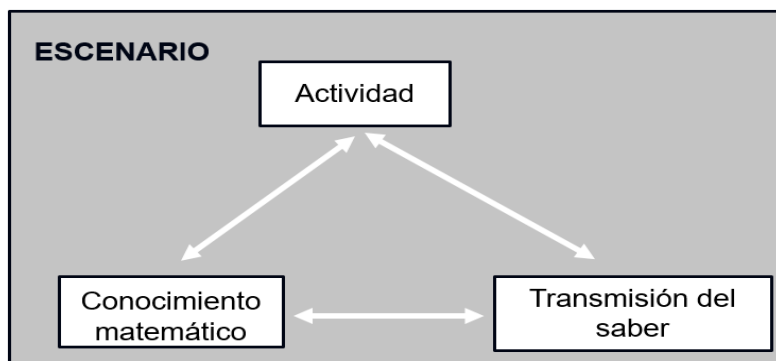 ESCENARIO
Actividad
Conocimiento
matemático
Transmisión del
saber